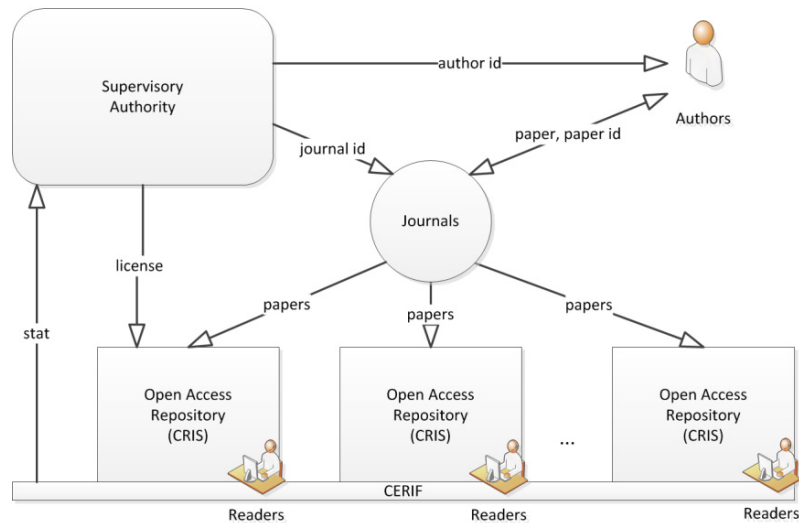 Supervisory
Authority
author id
Authors
journal id
paper, paper id
Journals
license
papers
papers
papers
stat
Open Access
Repository
(CRIS)
Open Access
Repository
(CRIS)
...
Open Access
Repository
(CRIS)
CERIF
Readers
Readers
Readers